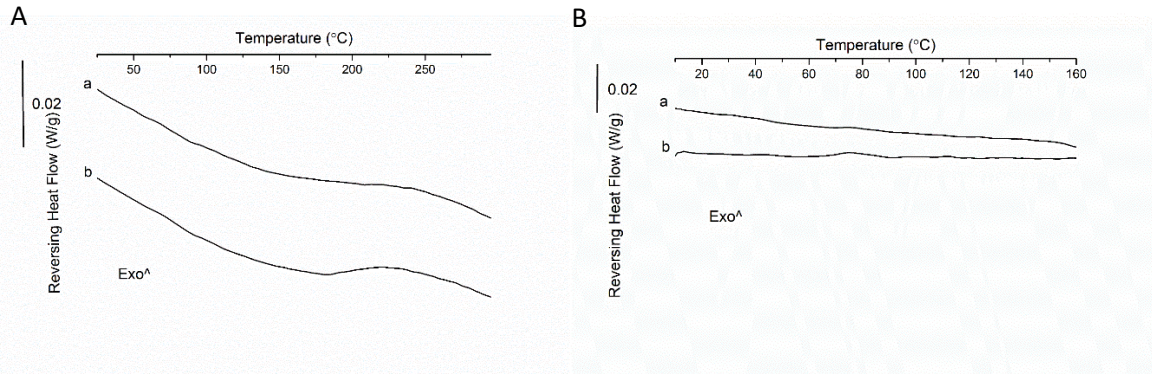 A
Temperature (°C)
50 100 150 200 250
0.02
Reversing Heat Flow (W/g)
a
b
Exo^
B
Temperature (°C)
20 40 60 80 100 120 140 160
0.02
Reversing Heat Flow (W/g)
a
b
Exo^